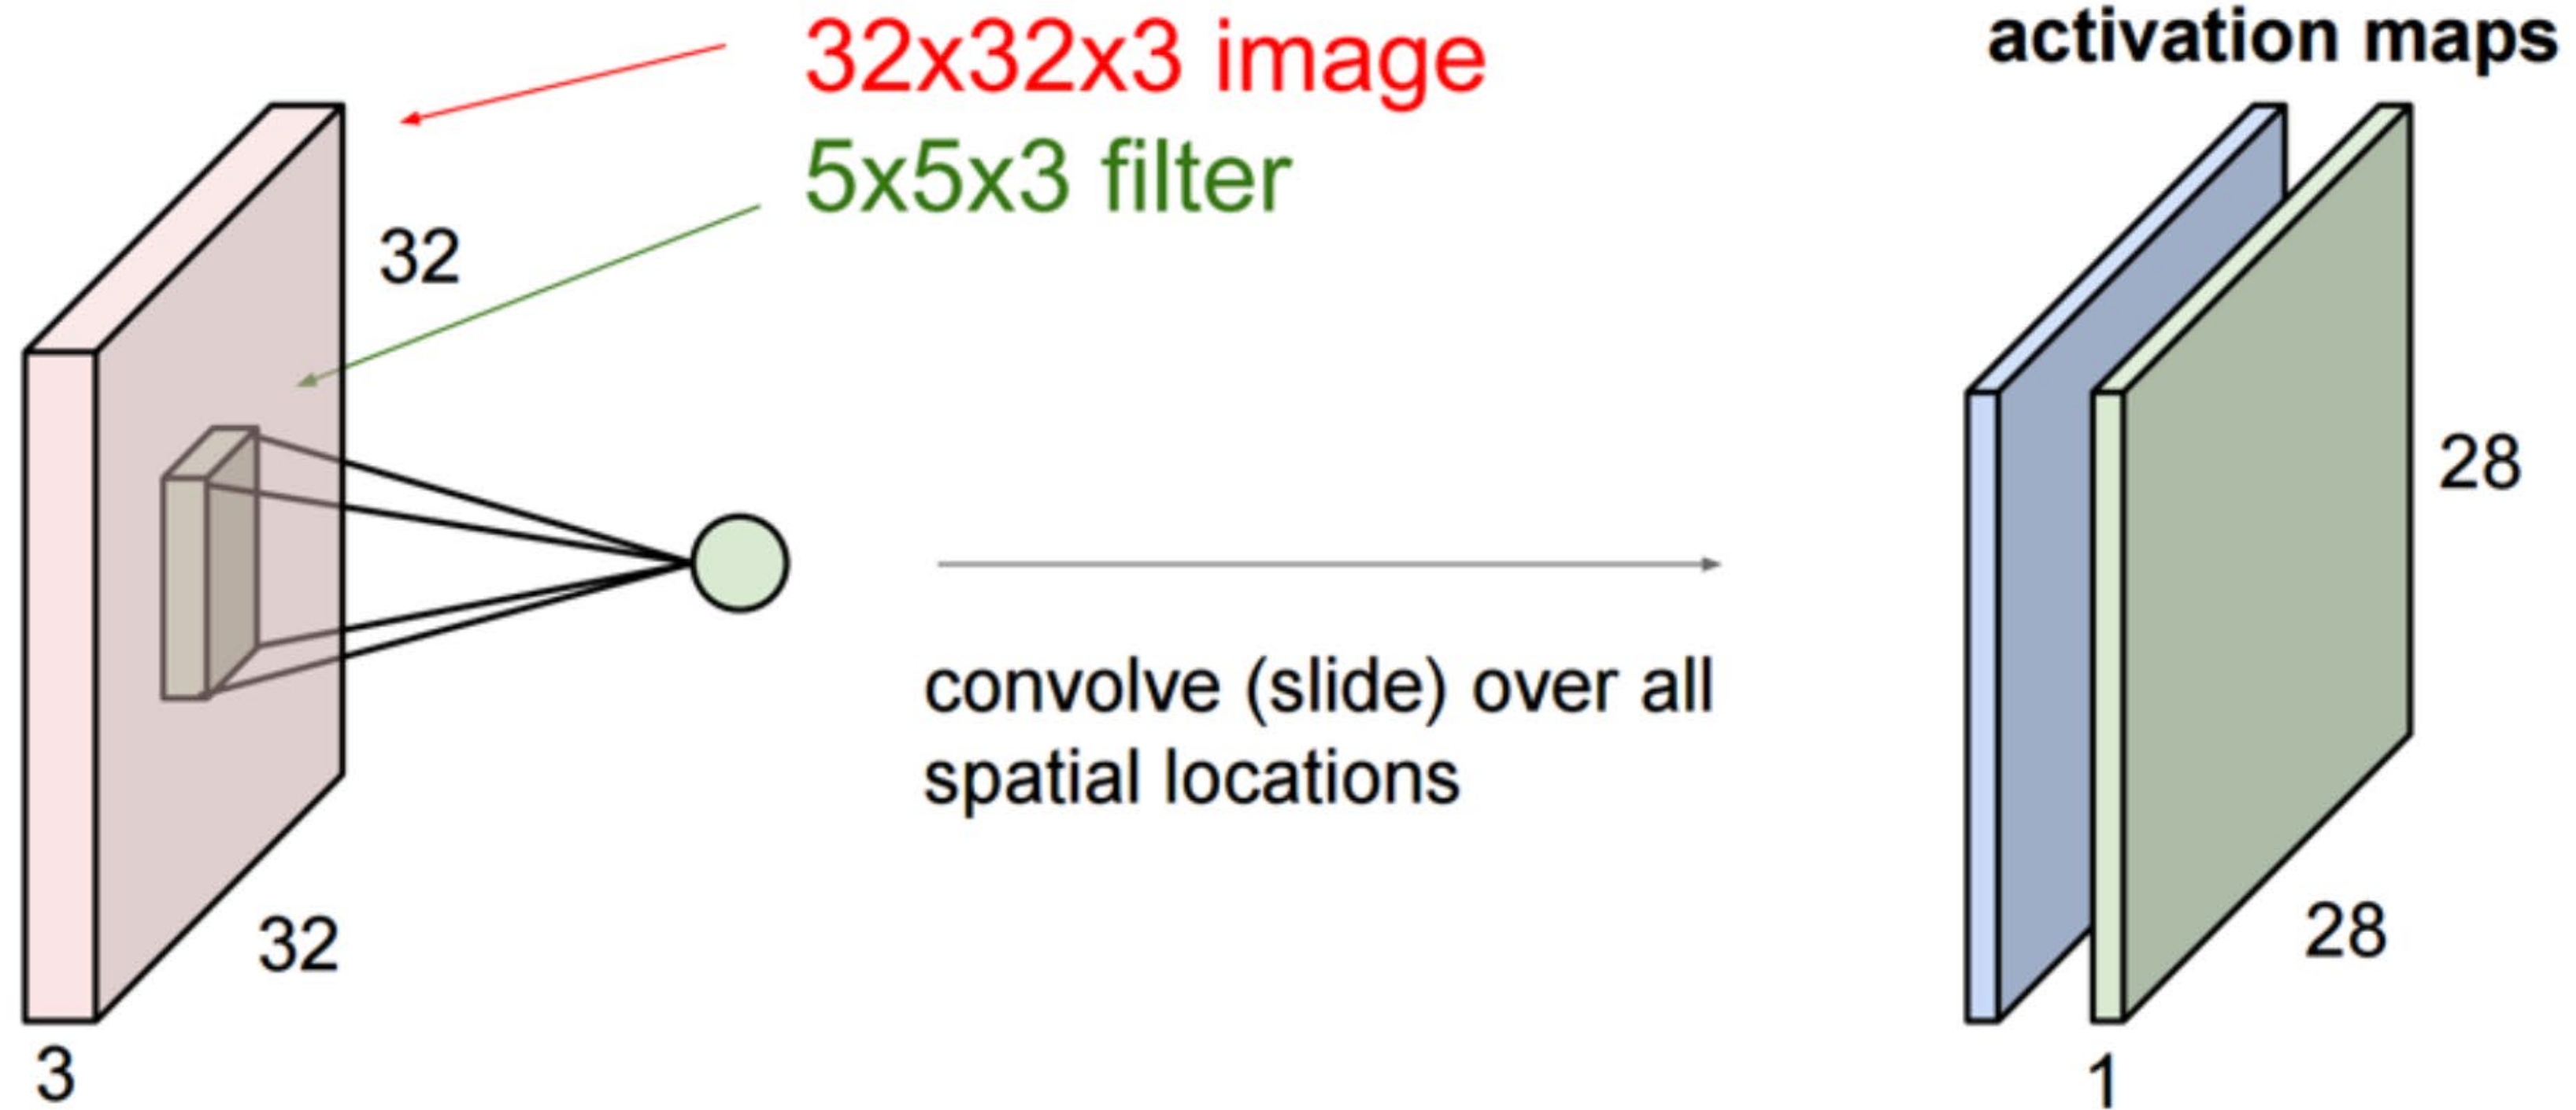 32x32x3 image
5x5x3 filter
activation maps
32
32
3
convolve (slide) over all
spatial locations
28
28
1